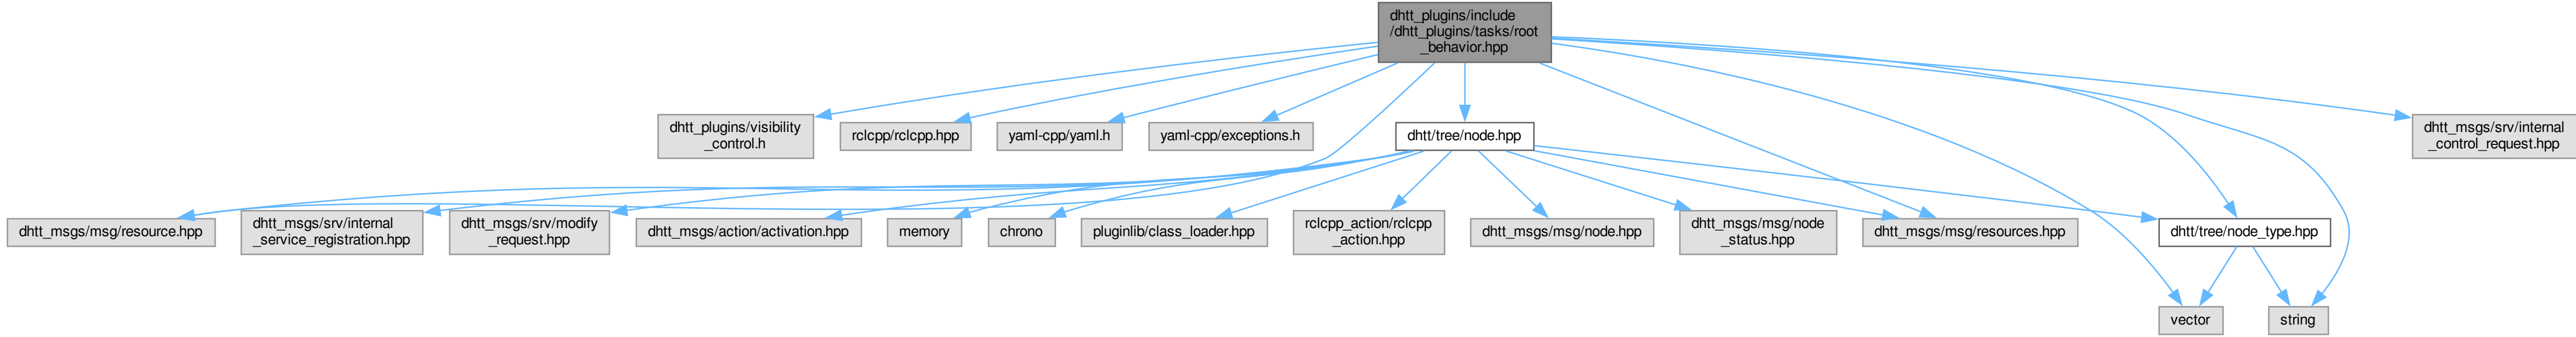 dhtt_plugins/include
/dhtt_plugins/tasks/root
_behavior.hpp
dhtt_plugins/visibility
_control.h
rclcpp/rclcpp.hpp
yaml-cpp/yaml.h
yaml-cpp/exceptions.h
dhtt/tree/node.hpp
dhtt_msgs/srv/internal
_control_request.hpp
dhtt_msgs/msg/resource.hpp
dhtt_msgs/srv/internal
_service_registration.hpp
dhtt_msgs/srv/modify
_request.hpp
dhtt_msgs/action/activation.hpp
memory
chrono
pluginlib/class_loader.hpp
rclcpp_action/rclcpp
_action.hpp
dhtt_msgs/msg/node.hpp
dhtt_msgs/msg/node
_status.hpp
dhtt_msgs/msg/resources.hpp
dhtt/tree/node_type.hpp
vector
string